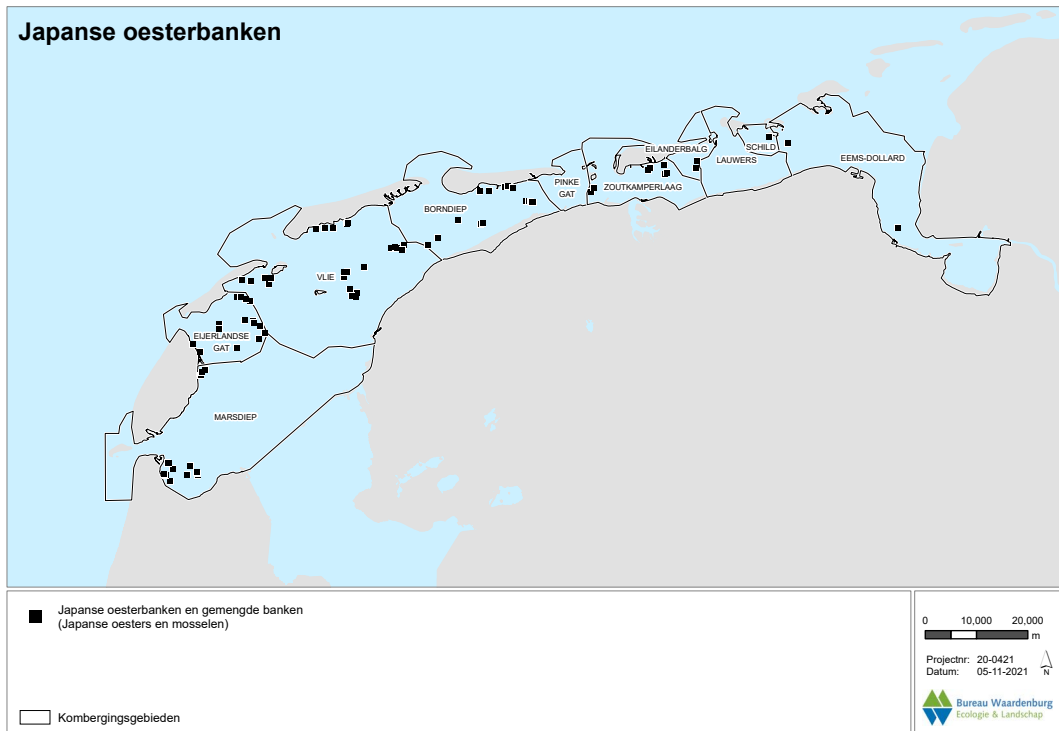 Japanse oesterbanken
EILANDERBALG
SCHILD
LAUWERS
EEMS-DOLLARD
PINKE
GAT
ZOUTKAMPERLAAG
BORNDIEP
VLIE
EIJERLANDSE
GAT
MARSDIEP
Japanse oesterbanken en gemengde banken
(Japanse oesters en mosselen)
Kombergingsgebieden
0 10,000 20,000
m
Projectnr: 20-0421
Datum: 05-11-2021
N
Bureau Waardenburg
Ecologie & Landschap